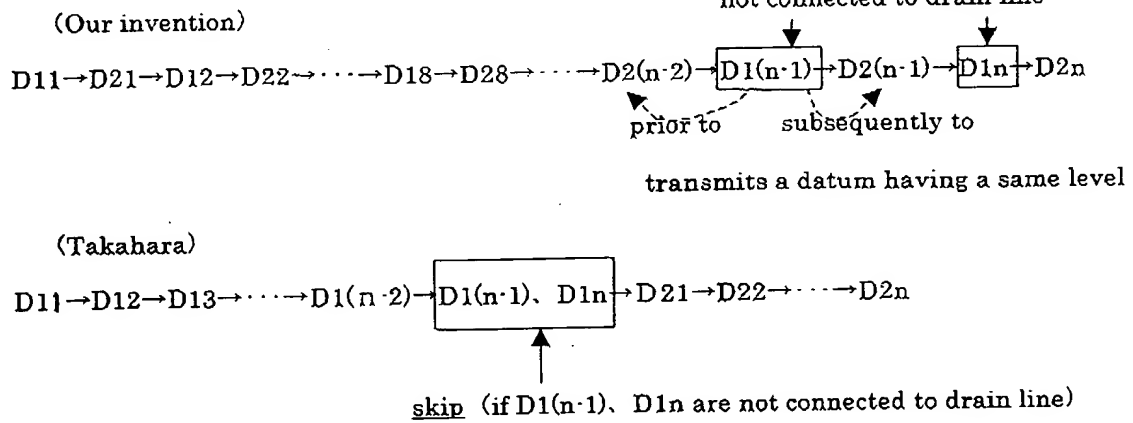 not connected to drain line
(Our invention)
D11→D21→D12→D22→‥‥→D18→D28→‥‥→D2(n-2)→D1(n-1)→D2(n-1)→D1n→D2n
prior to subsequently to
transmits a datum having a same level
(Takahara)
D11→D12→D13→‥‥→D1(n-2)→D1(n-1)、D1n→D21→D22→‥‥→D2n
skip (if D1(n-1)、D1n are not connected to drain line)